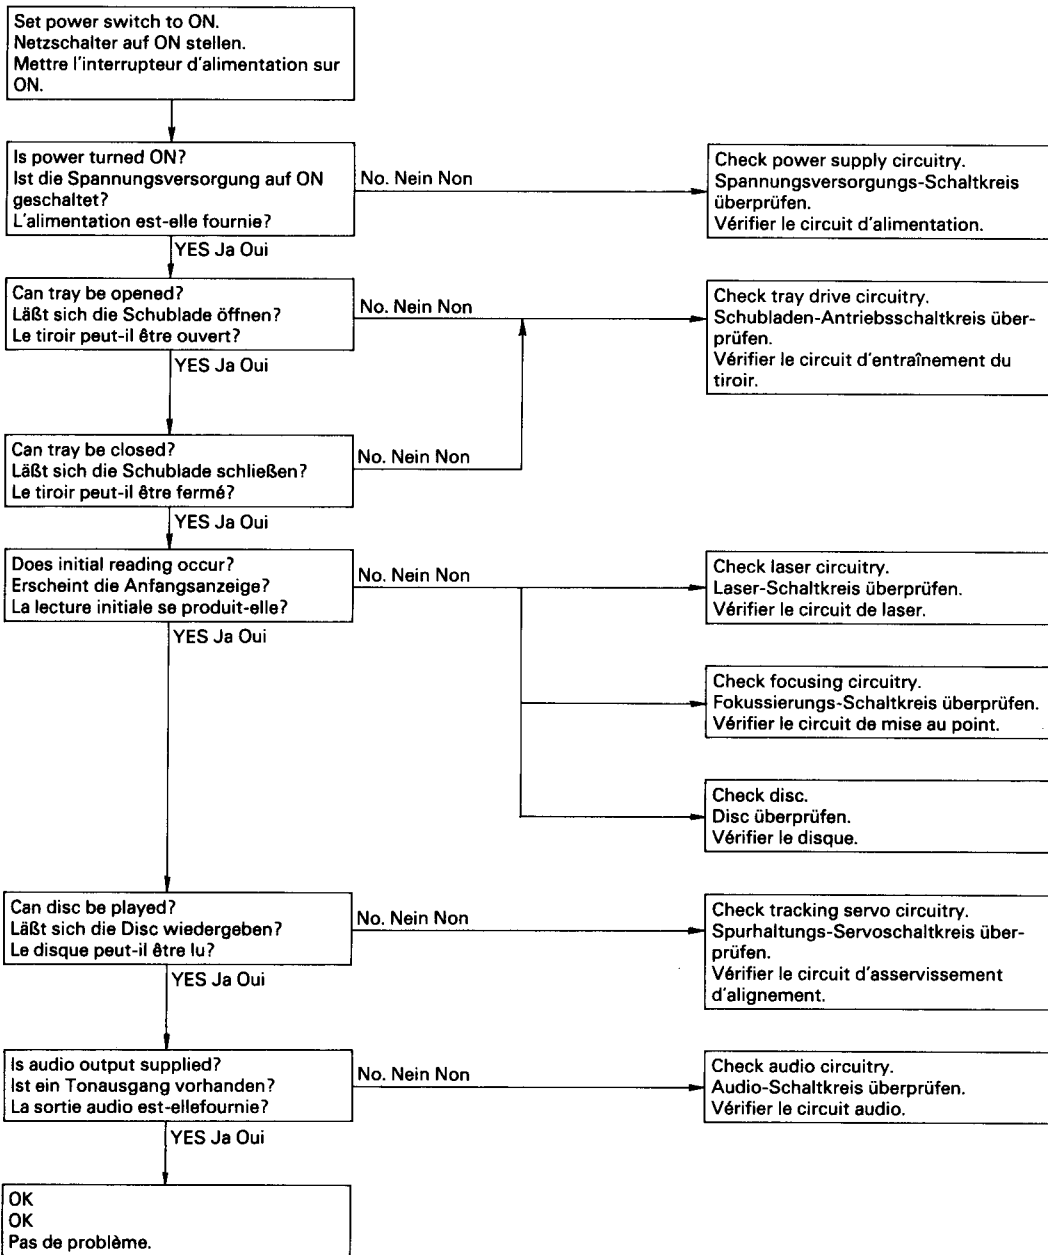 Set power switch to ON.
Netzschalter auf ON stellen.
Mettre l'interrupteur d'alimentation sur
ON.
Is power turned ON?
Ist die Spannungsversorgung auf ON
geschaltet?
L'alimentation est-elle fournie?
No. Nein Non
Check power supply circuitry.
Spannungsversorgungs-Schaltkreis
überprüfen.
Vérifier le circuit d'alimentation.
YES Ja Oui
Can tray be opened?
Läßt sich die Schublade öffnen?
Le tiroir peut-il être ouvert?
No. Nein Non
Check tray drive circuitry.
Schubladen-Antriebsschaltkreis über-
prüfen.
Vérifier le circuit d'entraînement du
tiroir.
YES Ja Oui
Can tray be closed?
Läßt sich die Schublade schließen?
Le tiroir peut-il être fermé?
No. Nein Non
YES Ja Oui
Does initial reading occur?
Erscheint die Anfangsanzeige?
La lecture initiale se produit-elle?
No. Nein Non
Check laser circuitry.
Laser-Schaltkreis überprüfen.
Vérifier le circuit de laser.
YES Ja Oui
Check focusing circuitry.
Fokussierungs-Schaltkreis überprüfen.
Vérifier le circuit de mise au point.
Check disc.
Disc überprüfen.
Vérifier le disque.
Can disc be played?
Läßt sich die Disc wiedergeben?
Le disque peut-il être lu?
No. Nein Non
Check tracking servo circuitry.
Spurhaltungs-Servoschaltkreis über-
prüfen.
Vérifier le circuit d'asservissement
d'alignement.
YES Ja Oui
Is audio output supplied?
Ist ein Tonausgang vorhanden?
La sortie audio est-ellefournie?
No. Nein Non
Check audio circuitry.
Audio-Schaltkreis überprüfen.
Vérifier le circuit audio.
YES Ja Oui
OK
OK
Pas de problème.